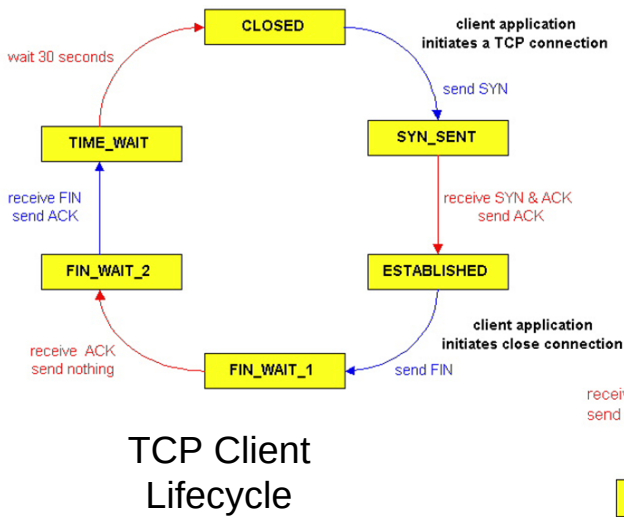 CLOSED
client application
initiates a TCP connection
wait 30 seconds
send SYN
TIME_WAIT
SYN_SENT
receive FIN
send ACK
receive SYN & ACK
send ACK
FIN_WAIT_2
ESTABLISHED
client application
initiates close connection
receive ACK
send nothing
FIN_WAIT_1
send FIN
send
TCP Client
Lifecycle